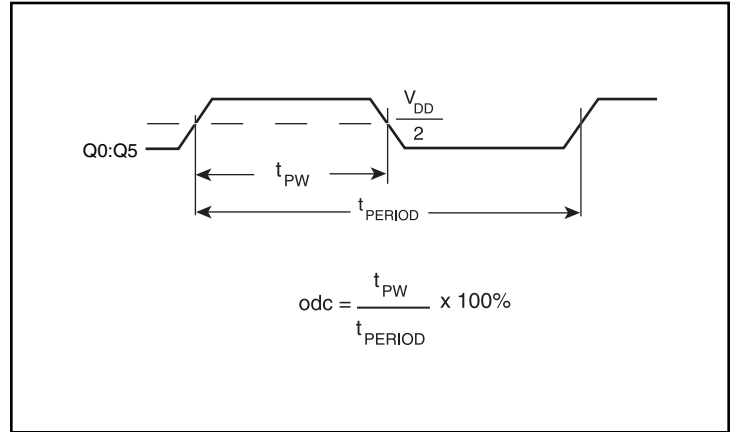 V_DD
2
Q0:Q5
t_PW
t_PERIOD
odc = t_PW / t_PERIOD x 100%